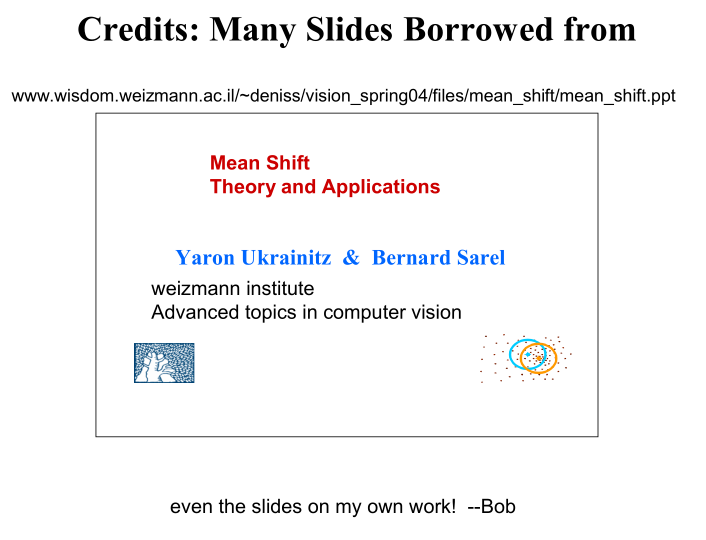 Credits: Many Slides Borrowed from
www.wisdom.weizmann.ac.il/~deniss/vision_spring04/files/mean_shift/mean_shift.ppt
Mean Shift
Theory and Applications
Yaron Ukrainitz & Bernard Sarel
weizmann institute
Advanced topics in computer vision
even the slides on my own work! --Bob